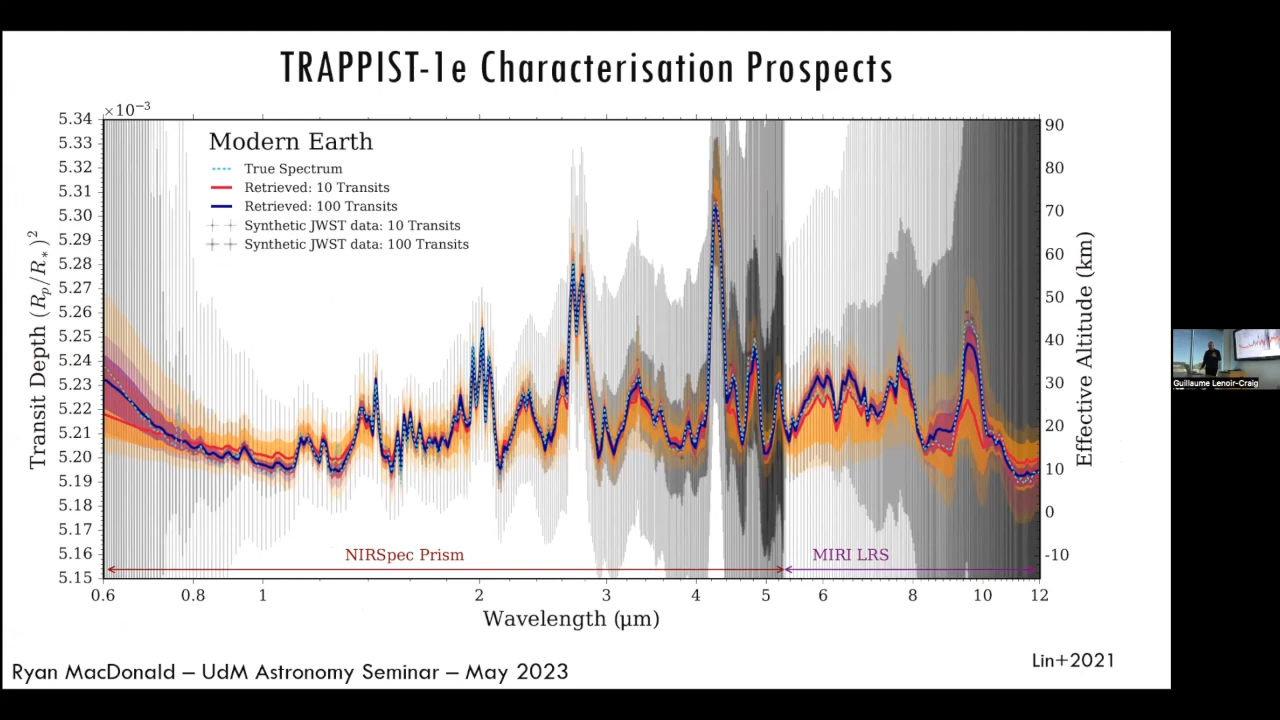 TRAPPIST-1e Characterisation Prospects
×10⁻³
5.34
5.33
5.32
5.31
5.30
5.29
5.28
5.27
5.26
5.25
5.24
5.23
5.22
5.21
5.20
5.19
5.18
5.17
5.16
5.15
Transit Depth (Rₚ/R*)²
Modern Earth
True Spectrum
Retrieved: 10 Transits
Retrieved: 100 Transits
Synthetic JWST data: 10 Transits
Synthetic JWST data: 100 Transits
90
80
70
60
50
40
30
20
10
0
-10
Effective Altitude (km)
NIRSpec Prism
MIRI LRS
0.6 0.8 1 2 3 4 5 6 8 10 12
Wavelength (μm)
Lin+2021
Ryan MacDonald – UdM Astronomy Seminar – May 2023
Guillaume Lenoir-Craig